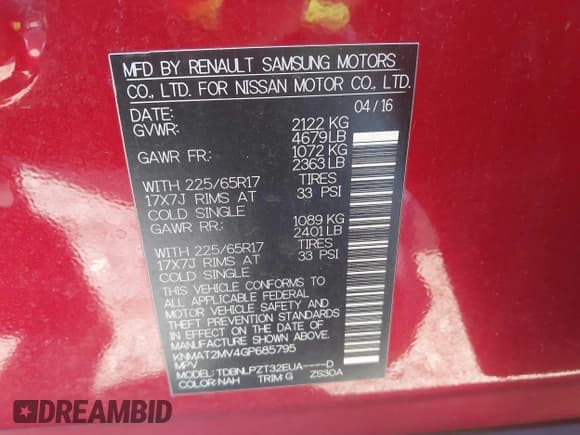 MFD BY RENAULT SAMSUNG MOTORS
CO., LTD. FOR NISSAN MOTOR CO., LTD.
DATE: 04/16
GVWR: 2122 KG
4679 LB
GAWR FR: 1072 KG
2363 LB
WITH 225/65R17 TIRES
17X7J RIMS AT 33 PSI
COLD SINGLE
GAWR RR: 1089 KG
2401 LB
WITH 225/65R17 TIRES
17X7J RIMS AT 33 PSI
COLD SINGLE
THIS VEHICLE CONFORMS TO
ALL APPLICABLE FEDERAL
MOTOR VEHICLE SAFETY AND
THEFT PREVENTION STANDARDS
IN EFFECT ON THE DATE OF
MANUFACTURE SHOWN ABOVE.
KNMAT2MV4GP685795
MPV
MODEL: TDBNLPZT32EUA----D
COLOR: NAH TRIM: G ZS30A
© DREAMBID
DREAMBID.COM